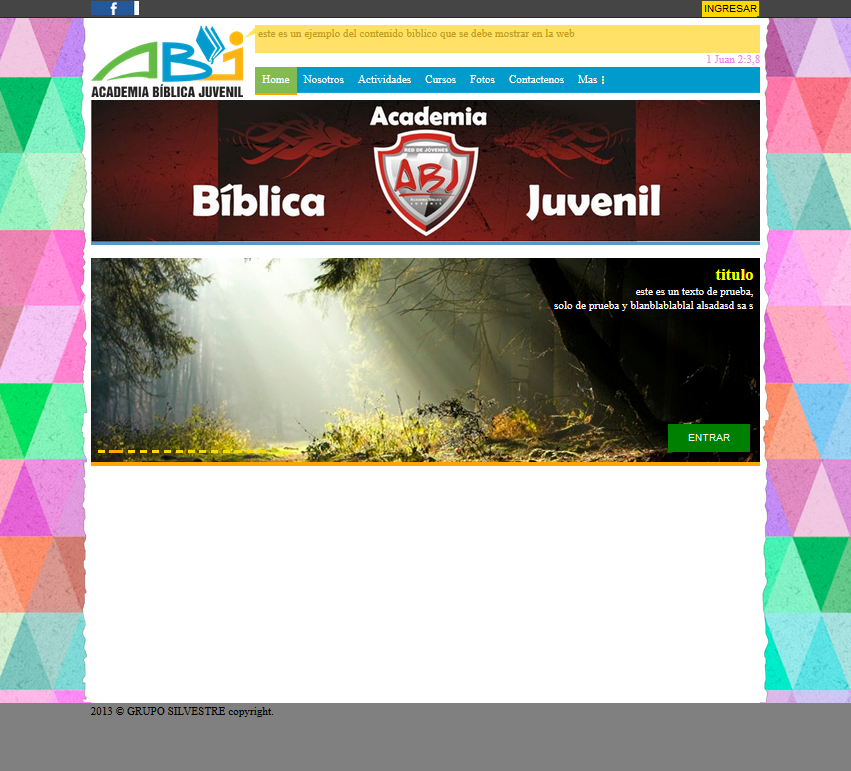 f
INGRESAR
ABJ
ACADEMIA BÍBLICA JUVENIL
este es un ejemplo del contenido biblico que se debe mostrar en la web
1 Juan 2:3,8
Home Nosotros Actividades Cursos Fotos Contactenos Mas
Academia
RED DE JÓVENES
ABJ
Bíblica Juvenil
titulo
este es un texto de prueba,
solo de prueba y blanblablablal alsadasd sa s
ENTRAR
2013 © GRUPO SILVESTRE copyright.